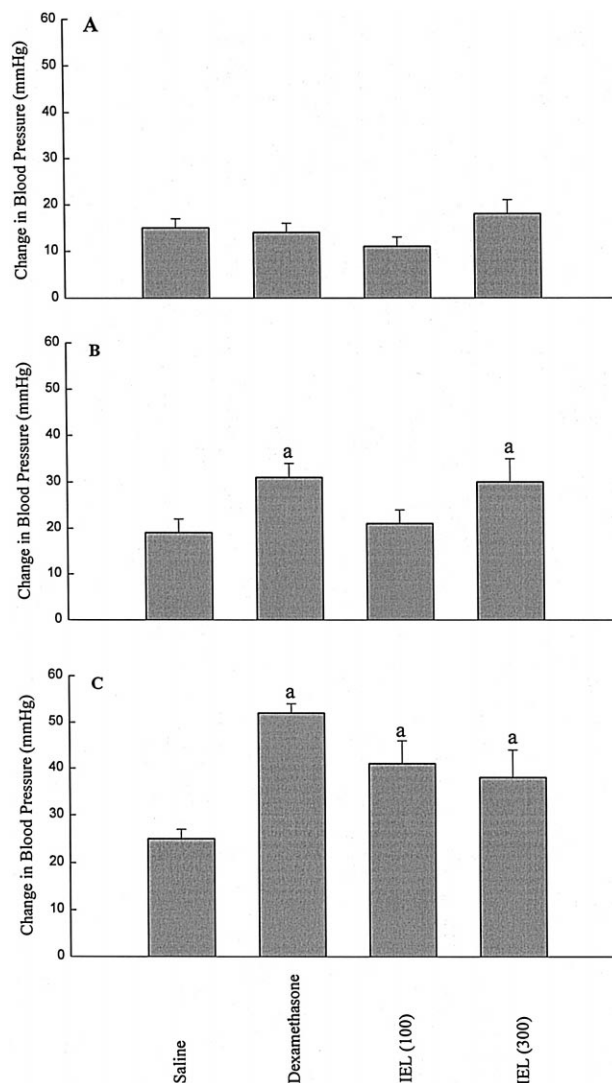 A
Change in Blood Pressure (mmHg)
60
50
40
30
20
10
0
B
Change in Blood Pressure (mmHg)
60
50
40
30
20
10
0
a
a
C
Change in Blood Pressure (mmHg)
60
50
40
30
20
10
0
a
a
a
Saline
Dexamethasone
IEL (100)
IEL (300)